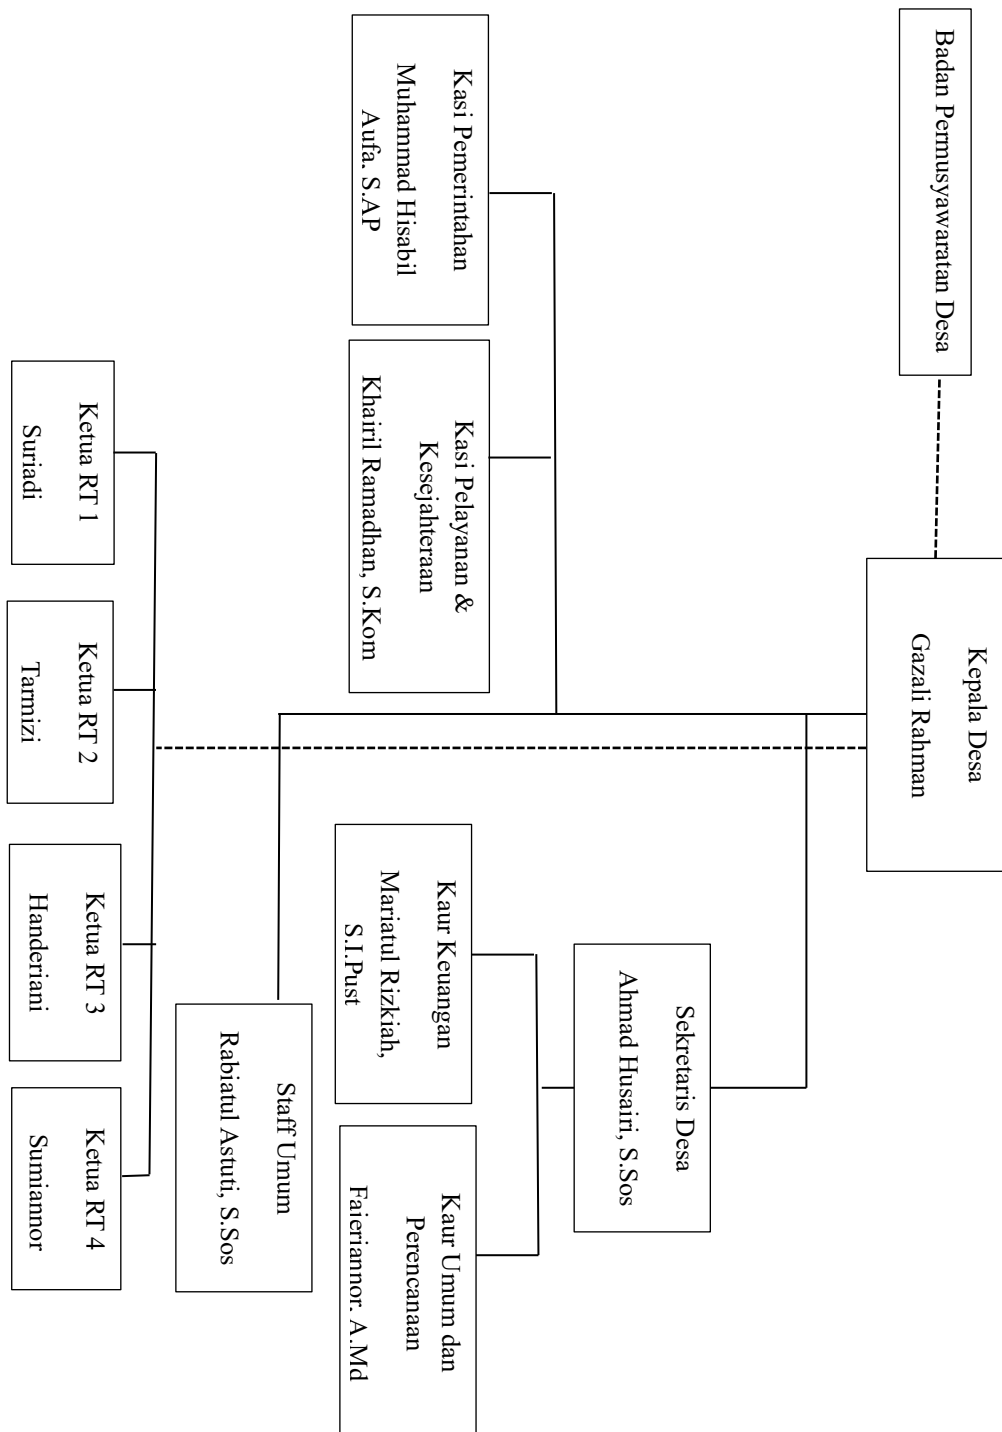 Badan Permusyawaratan Desa
Kepala Desa
Gazali Rahman
Sekretaris Desa
Ahmad Husairi, S.Sos
Kasi Pemerintahan
Muhammad Hisabil
Aufa. S.AP
Kasi Pelayanan &
Kesejahteraan
Khairil Ramadhan, S.Kom
Kaur Keuangan
Mariatul Rizkiah,
S.I.Pust
Kaur Umum dan
Perencanaan
Faieriannor. A.Md
Staff Umum
Rabiatul Astuti, S.Sos
Ketua RT 1
Suriadi
Ketua RT 2
Tarmizi
Ketua RT 3
Handeriani
Ketua RT 4
Sumiannor